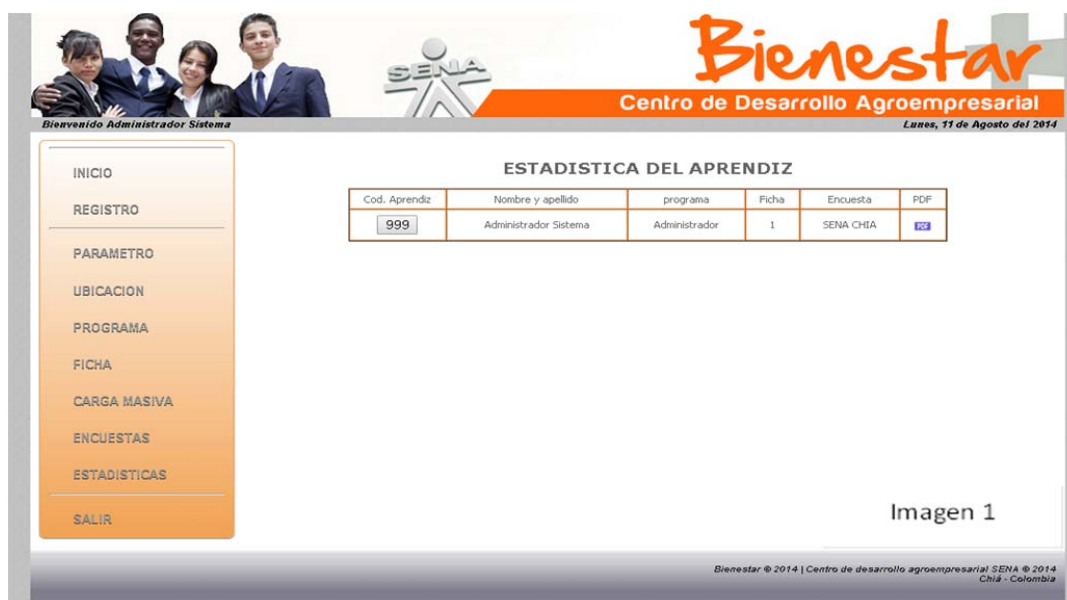 SENA
Bienestar
Centro de Desarrollo Agroempresarial
Bienvenido Administrador Sistema
Lunes, 11 de Agosto del 2014
INICIO
REGISTRO
PARAMETRO
UBICACION
PROGRAMA
FICHA
CARGA MASIVA
ENCUESTAS
ESTADISTICAS
SALIR
ESTADISTICA DEL APRENDIZ
Cod. Aprendiz Nombre y apellido programa Ficha Encuesta PDF
999 Administrador Sistema Administrador 1 SENA CHIA PDF
Imagen 1
Bienestar © 2014 | Centro de desarrollo agroempresarial SENA © 2014
Chiá - Colombia